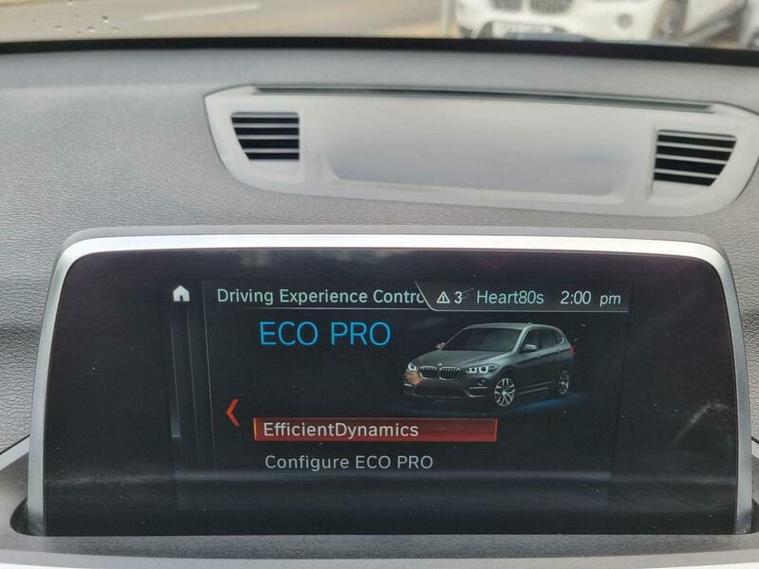 Driving Experience Contro
⚠ 3 Heart80s 2:00 pm
ECO PRO
EfficientDynamics
Configure ECO PRO